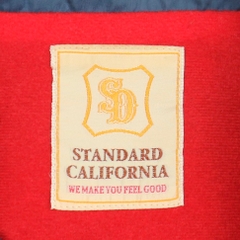 SD
STANDARD
CALIFORNIA
WE MAKE YOU FEEL GOOD